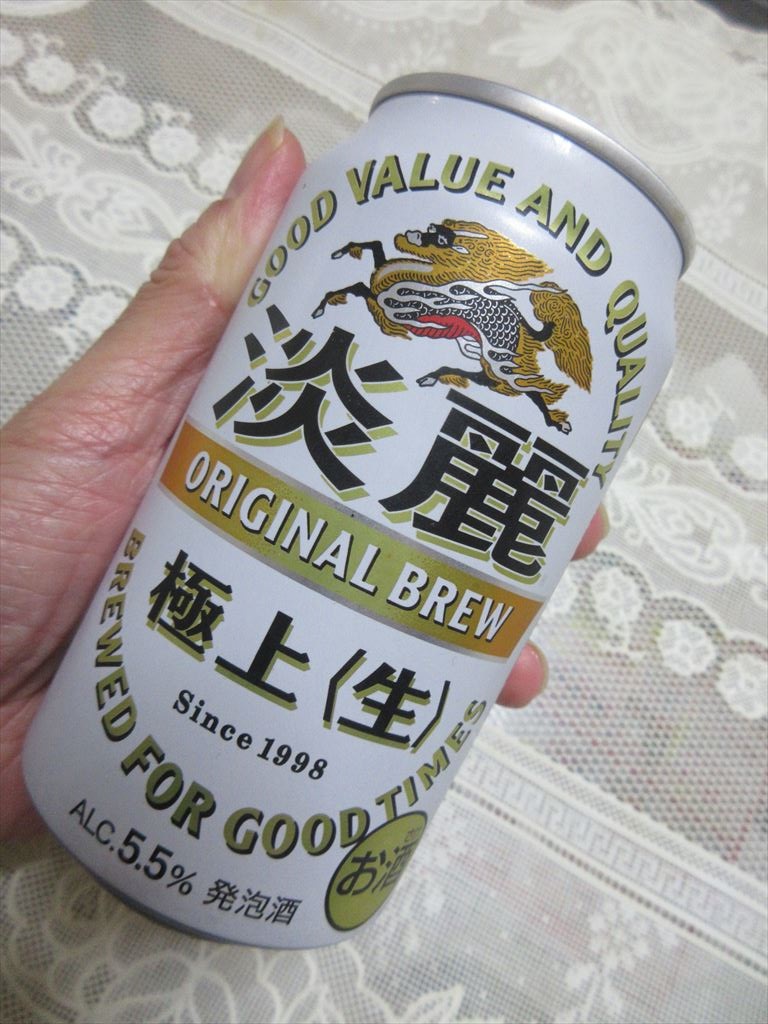 GOOD VALUE AND QUALITY
淡麗
ORIGINAL BREW
極上〈生〉
Since 1998
BREWED FOR GOOD TIMES
ALC.5.5% 発泡酒
お酒